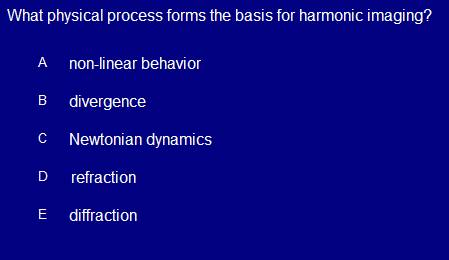 What physical process forms the basis for harmonic imaging?
A non-linear behavior
B divergence
C Newtonian dynamics
D refraction
E diffraction